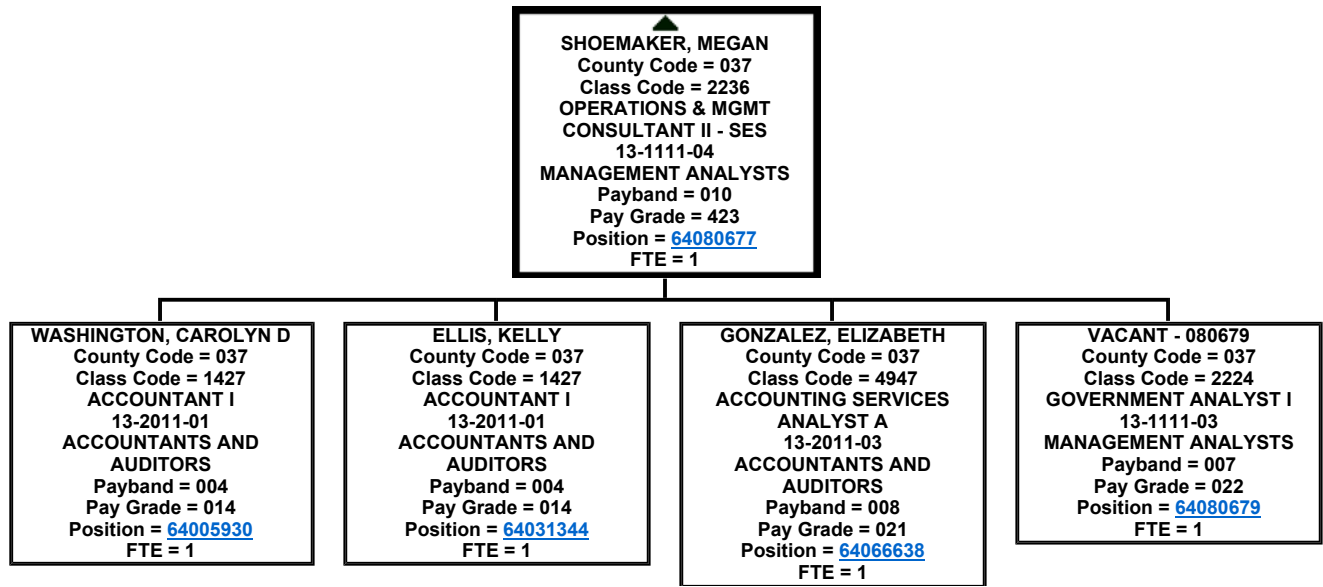 SHOEMAKER, MEGAN
County Code = 037
Class Code = 2236
OPERATIONS & MGMT
CONSULTANT II - SES
13-1111-04
MANAGEMENT ANALYSTS
Payband = 010
Pay Grade = 423
Position = 64080677
FTE = 1
WASHINGTON, CAROLYN D
County Code = 037
Class Code = 1427
ACCOUNTANT I
13-2011-01
ACCOUNTANTS AND
AUDITORS
Payband = 004
Pay Grade = 014
Position = 64005930
FTE = 1
ELLIS, KELLY
County Code = 037
Class Code = 1427
ACCOUNTANT I
13-2011-01
ACCOUNTANTS AND
AUDITORS
Payband = 004
Pay Grade = 014
Position = 64031344
FTE = 1
GONZALEZ, ELIZABETH
County Code = 037
Class Code = 4947
ACCOUNTING SERVICES
ANALYST A
13-2011-03
ACCOUNTANTS AND
AUDITORS
Payband = 008
Pay Grade = 021
Position = 64066638
FTE = 1
VACANT - 080679
County Code = 037
Class Code = 2224
GOVERNMENT ANALYST I
13-1111-03
MANAGEMENT ANALYSTS
Payband = 007
Pay Grade = 022
Position = 64080679
FTE = 1